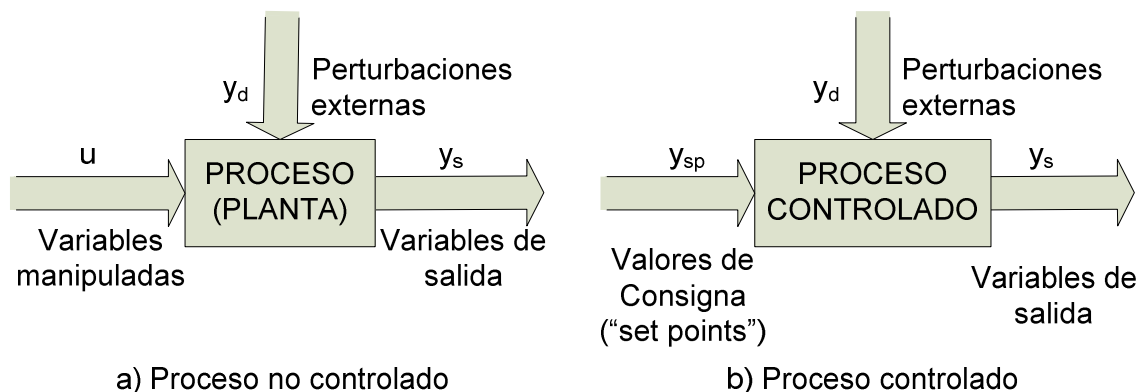 Perturbaciones
externas
yd
u
PROCESO
(PLANTA)
ys
Variables
manipuladas
Variables de
salida
a) Proceso no controlado
Perturbaciones
externas
yd
ysp
PROCESO
CONTROLADO
ys
Valores de
Consigna
(“set points”)
Variables de
salida
b) Proceso controlado